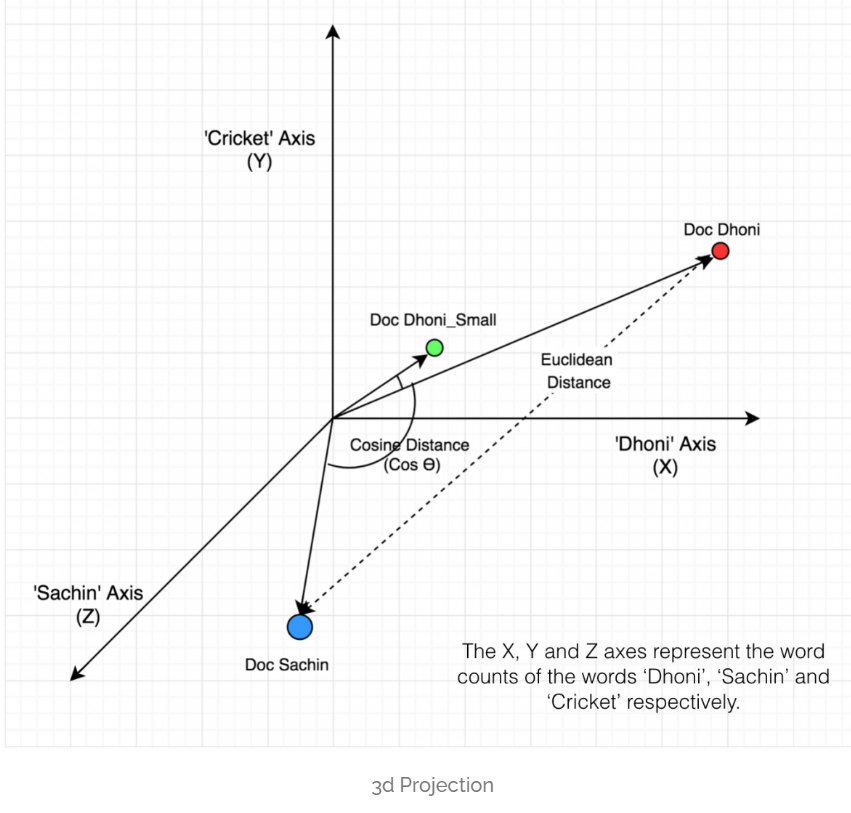 'Cricket' Axis
(Y)
Doc Dhoni
Doc Dhoni_Small
Euclidean
Distance
Cosine Distance
(Cos Ɵ)
'Dhoni' Axis
(X)
'Sachin' Axis
(Z)
Doc Sachin
The X, Y and Z axes represent the word
counts of the words ‘Dhoni’, ‘Sachin’ and
‘Cricket’ respectively.
3d Projection